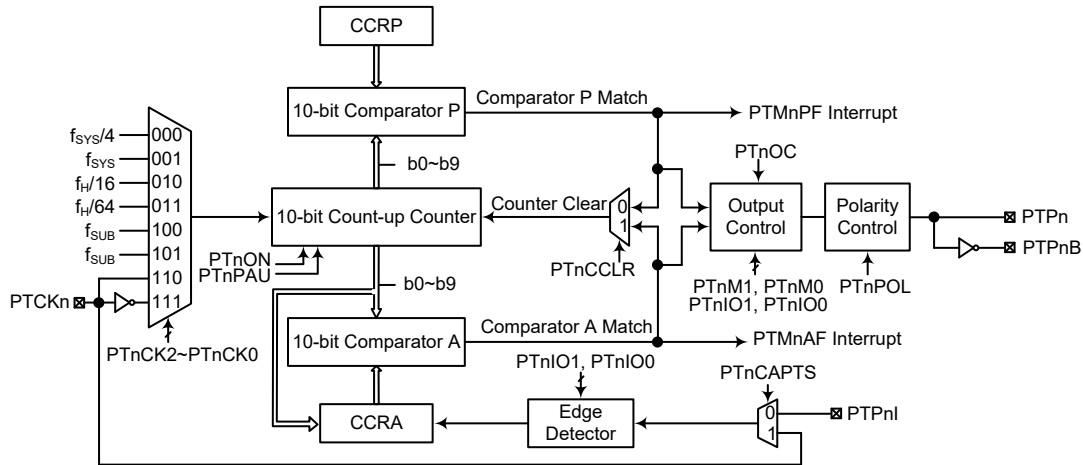 CCRP
10-bit Comparator P
Comparator P Match
PTMnPF Interrupt
b0~b9
PTnOC
fSYS/4
fSYS
fH/16
fH/64
fSUB
fSUB
000
001
010
011
100
101
110
111
10-bit Count-up Counter
Counter Clear
0
1
Output
Control
Polarity
Control
PTPn
PTPnB
PTnON
PTnPAU
PTnCCLR
PTnM1, PTnM0
PTnIO1, PTnIO0
PTnPOL
b0~b9
PTCKn
PTnCK2~PTnCK0
10-bit Comparator A
Comparator A Match
PTMnAF Interrupt
PTnIO1, PTnIO0
PTnCAPTS
CCRA
Edge
Detector
0
1
PTPnI